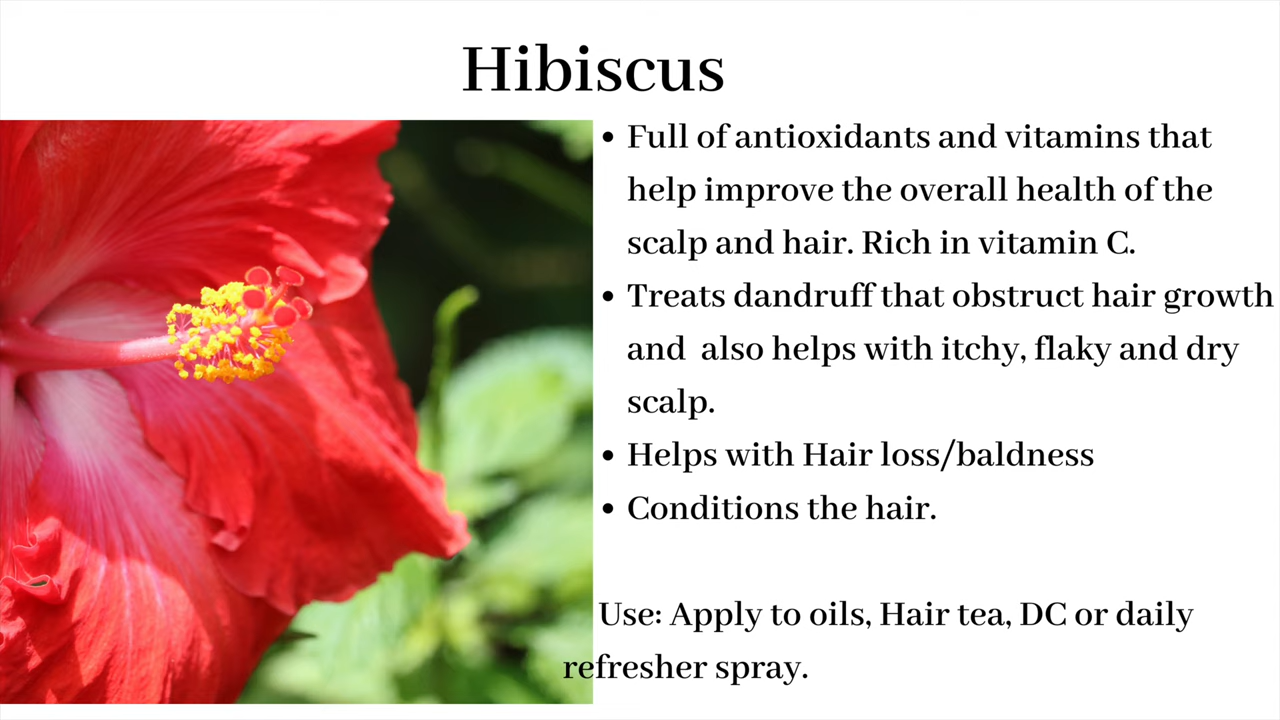 Hibiscus
• Full of antioxidants and vitamins that
help improve the overall health of the
scalp and hair. Rich in vitamin C.
• Treats dandruff that obstruct hair growth
and  also helps with itchy, flaky and dry
scalp.
• Helps with Hair loss/baldness
• Conditions the hair.
Use: Apply to oils, Hair tea, DC or daily
refresher spray.